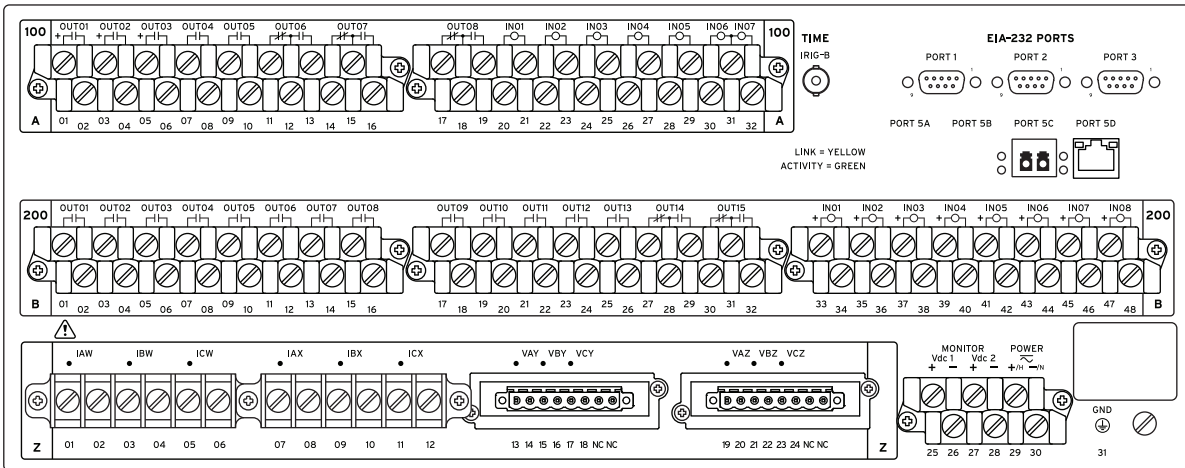 100 OUT01 OUT02 OUT03 OUT04 OUT05 OUT06 OUT07 OUT08 IN01 IN02 IN03 IN04 IN05 IN06 IN07 100
+ + +
A 01 02 03 04 05 06 07 08 09 10 11 12 13 14 15 16 17 18 19 20 21 22 23 24 25 26 27 28 29 30 31 32 A
TIME
IRIG-B
EIA-232 PORTS
PORT 1 PORT 2 PORT 3
1 1 1
9 9 9
PORT 5A PORT 5B PORT 5C PORT 5D
LINK = YELLOW
ACTIVITY = GREEN
200 OUT01 OUT02 OUT03 OUT04 OUT05 OUT06 OUT07 OUT08 OUT09 OUT10 OUT11 OUT12 OUT13 OUT14 OUT15 IN01 IN02 IN03 IN04 IN05 IN06 IN07 IN08 200
+ + + + + + + +
B 01 02 03 04 05 06 07 08 09 10 11 12 13 14 15 16 17 18 19 20 21 22 23 24 25 26 27 28 29 30 31 32 33 34 35 36 37 38 39 40 41 42 43 44 45 46 47 48 B
IAW IBW ICW IAX IBX ICX VAY VBY VCY VAZ VBZ VCZ
Z 01 02 03 04 05 06 07 08 09 10 11 12 13 14 15 16 17 18 NC NC 19 20 21 22 23 24 NC NC Z
MONITOR POWER
Vdc 1 Vdc 2
+ – + – +/H –/N
25 26 27 28 29 30
GND
31